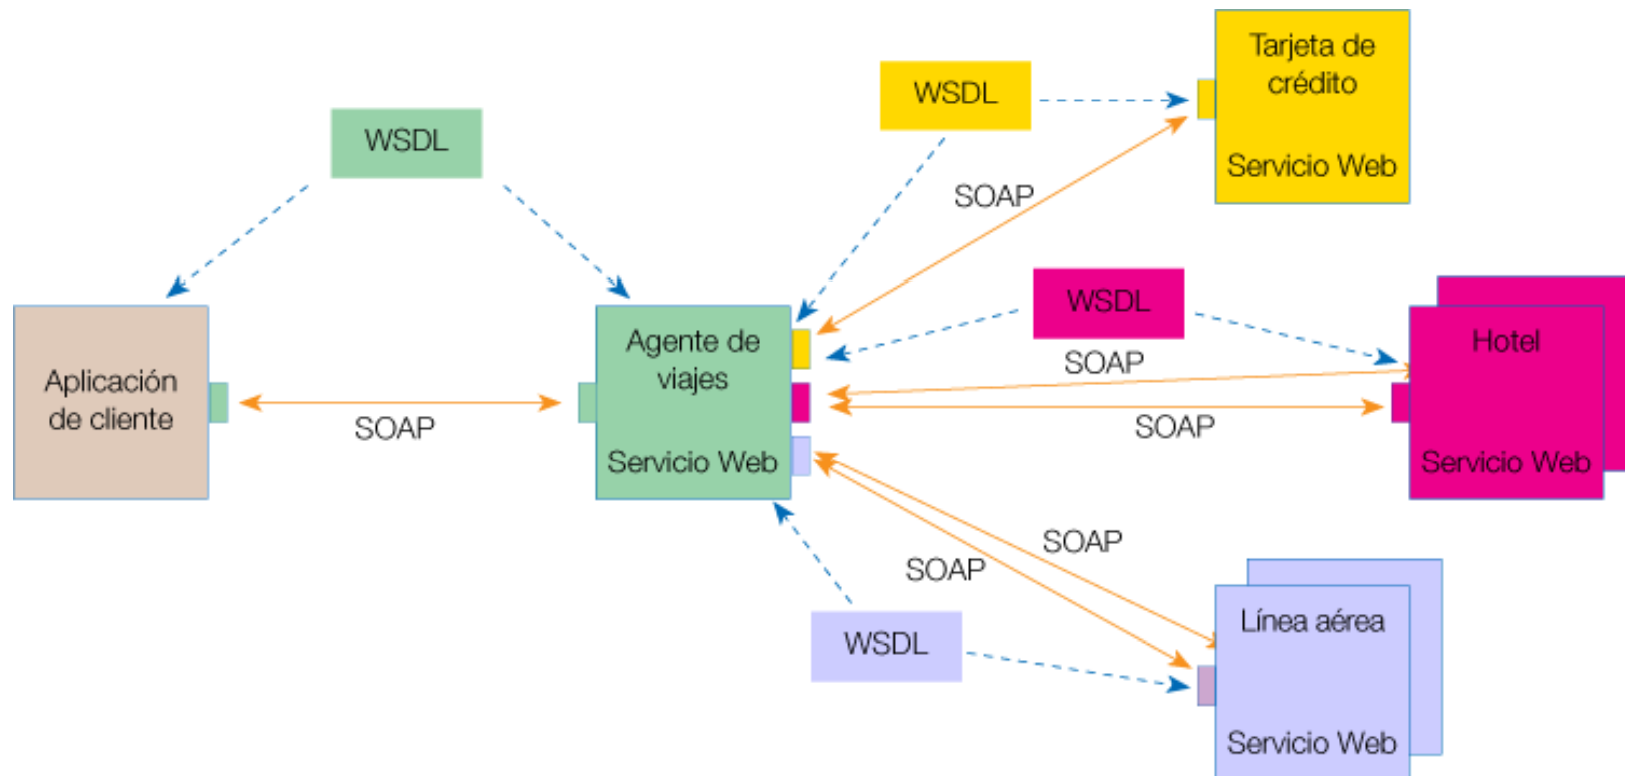 Tarjeta de
crédito
Servicio Web
WSDL
WSDL
SOAP
WSDL
Agente de
viajes
Servicio Web
Hotel
Servicio Web
SOAP
SOAP
Aplicación
de cliente
SOAP
SOAP
SOAP
WSDL
Línea aérea
Servicio Web